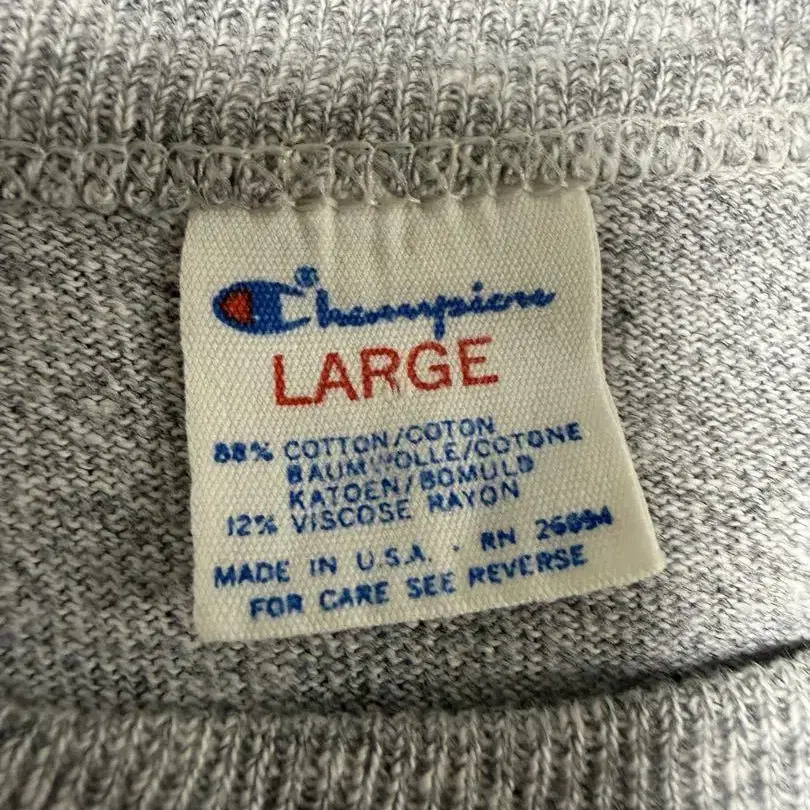 Champion®
LARGE
88% COTTON/COTON
BAUMWOLLE/COTONE
KATOEN/BOMULD
12% VISCOSE RAYON
MADE IN U.S.A. · RN 26094
FOR CARE SEE REVERSE